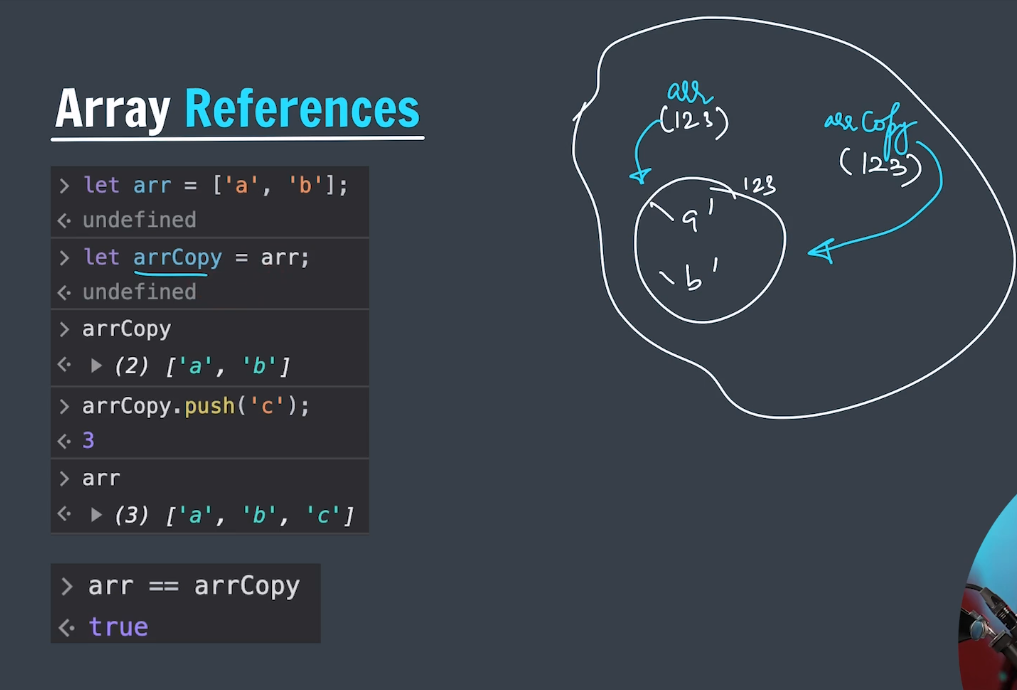 Array References
> let arr = ['a', 'b'];
<· undefined
> let arrCopy = arr;
<· undefined
> arrCopy
<· ▶ (2) ['a', 'b']
> arrCopy.push('c');
<· 3
> arr
<· ▶ (3) ['a', 'b', 'c']
> arr == arrCopy
<· true
arr
(123)
arrCopy
(123)
123
'a'
'b'